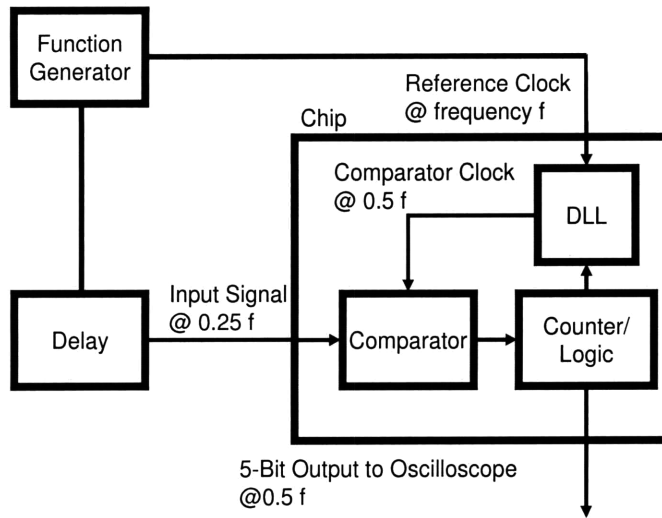 Function
Generator
Reference Clock
@ frequency f
Chip
Comparator Clock
@ 0.5 f
DLL
Input Signal
@ 0.25 f
Delay
Comparator
Counter/
Logic
5-Bit Output to Oscilloscope
@0.5 f